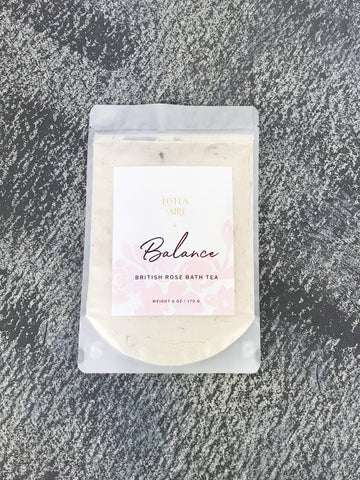 LOTUS
AIRE
Balance
BRITISH ROSE BATH TEA
WEIGHT 6 OZ / 170 G